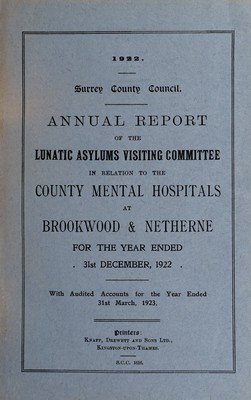 1922.
Surrey County Council.
ANNUAL REPORT
OF THE
LUNATIC ASYLUMS VISITING COMMITTEE
IN RELATION TO THE
COUNTY MENTAL HOSPITALS
AT
BROOKWOOD & NETHERNE
FOR THE YEAR ENDED
. 31st DECEMBER, 1922 .
With Audited Accounts for the Year Ended
31st March, 1923.
Printers:
KNAPP, DREWETT AND SONS LTD.,
KINGSTON-UPON-THAMES.
S.C.C.